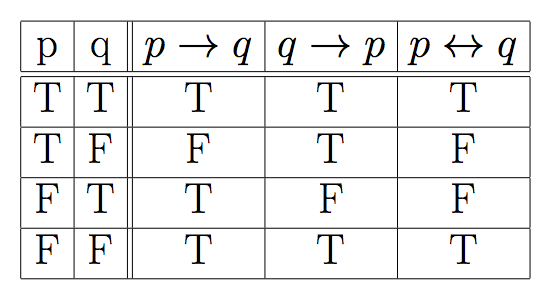 p q p → q q → p p ↔ q
T T T T T
T F F T F
F T T F F
F F T T T